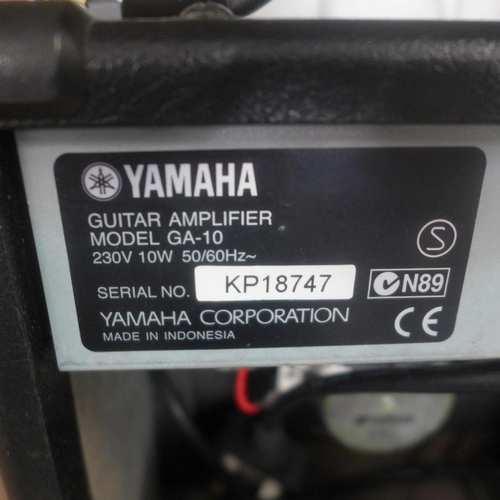 YAMAHA
GUITAR AMPLIFIER
MODEL GA-10
230V 10W 50/60Hz~
S
SERIAL NO. KP18747
N89
YAMAHA CORPORATION
CE
MADE IN INDONESIA